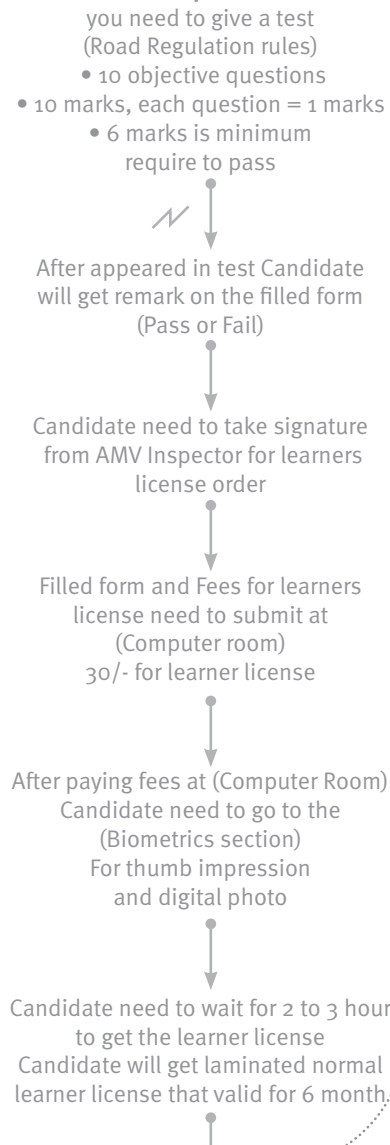 you need to give a test
(Road Regulation rules)
• 10 objective questions
• 10 marks, each question = 1 marks
• 6 marks is minimum
require to pass
After appeared in test Candidate
will get remark on the filled form
(Pass or Fail)
Candidate need to take signature
from AMV Inspector for learners
license order
Filled form and Fees for learners
license need to submit at
(Computer room)
30/- for learner license
After paying fees at (Computer Room)
Candidate need to go to the
(Biometrics section)
For thumb impression
and digital photo
Candidate need to wait for 2 to 3 hour
to get the learner license
Candidate will get laminated normal
learner license that valid for 6 month.